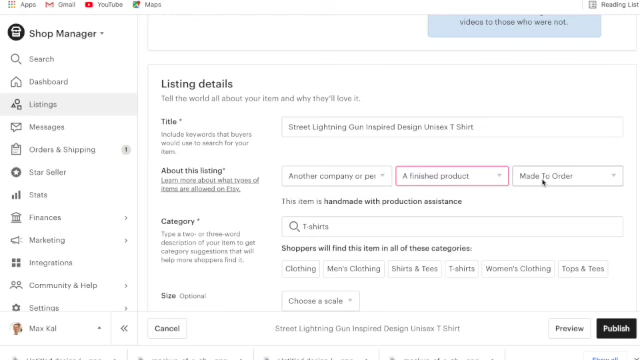 Apps Gmail YouTube Maps Reading List
videos to those who were not.
Shop Manager
Search
Dashboard
Listings
Messages
Orders & Shipping 1
Star Seller
Stats
Finances
Marketing
Integrations
Community & Help
Settings
Max Kal
Listing details
Tell the world all about your item and why they'll love it.
Title *
Include keywords that buyers
would use to search for your
item.
Street Lightning Gun Inspired Design Unisex T Shirt
About this listing*
Learn more about what types of
items are allowed on Etsy.
Another company or per
A finished product
Made To Order
This item is handmade with production assistance
Category *
Type a two- or three-word
description of your item to get
category suggestions that will
help more shoppers find it.
T-shirts
Shoppers will find this item in all of these categories:
Clothing Men's Clothing Shirts & Tees T-shirts Women's Clothing Tops & Tees
Size Optional
Choose a scale
Cancel
Street Lightning Gun Inspired Design Unisex T Shirt
Preview
Publish
Show all